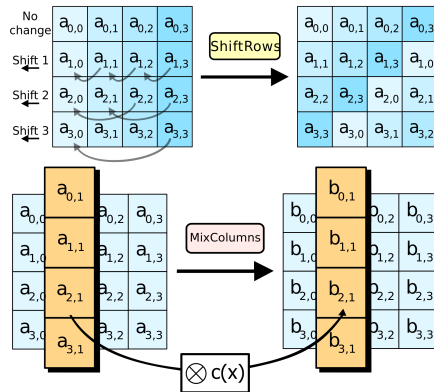 No change a0,0 a0,1 a0,2 a0,3
Shift 1 a1,0 a1,1 a1,2 a1,3
Shift 2 a2,0 a2,1 a2,2 a2,3
Shift 3 a3,0 a3,1 a3,2 a3,3
ShiftRows
a0,0 a0,1 a0,2 a0,3
a1,1 a1,2 a1,3 a1,0
a2,2 a2,3 a2,0 a2,1
a3,3 a3,0 a3,1 a3,2
a0,0 a0,1 a0,2 a0,3
a1,0 a1,1 a1,2 a1,3
a2,0 a2,1 a2,2 a2,3
a3,0 a3,1 a3,2 a3,3
MixColumns
b0,0 b0,1 b0,2 b0,3
b1,0 b1,1 b1,2 b1,3
b2,0 b2,1 b2,2 b2,3
b3,0 b3,1 b3,2 b3,3
⊗ c(x)